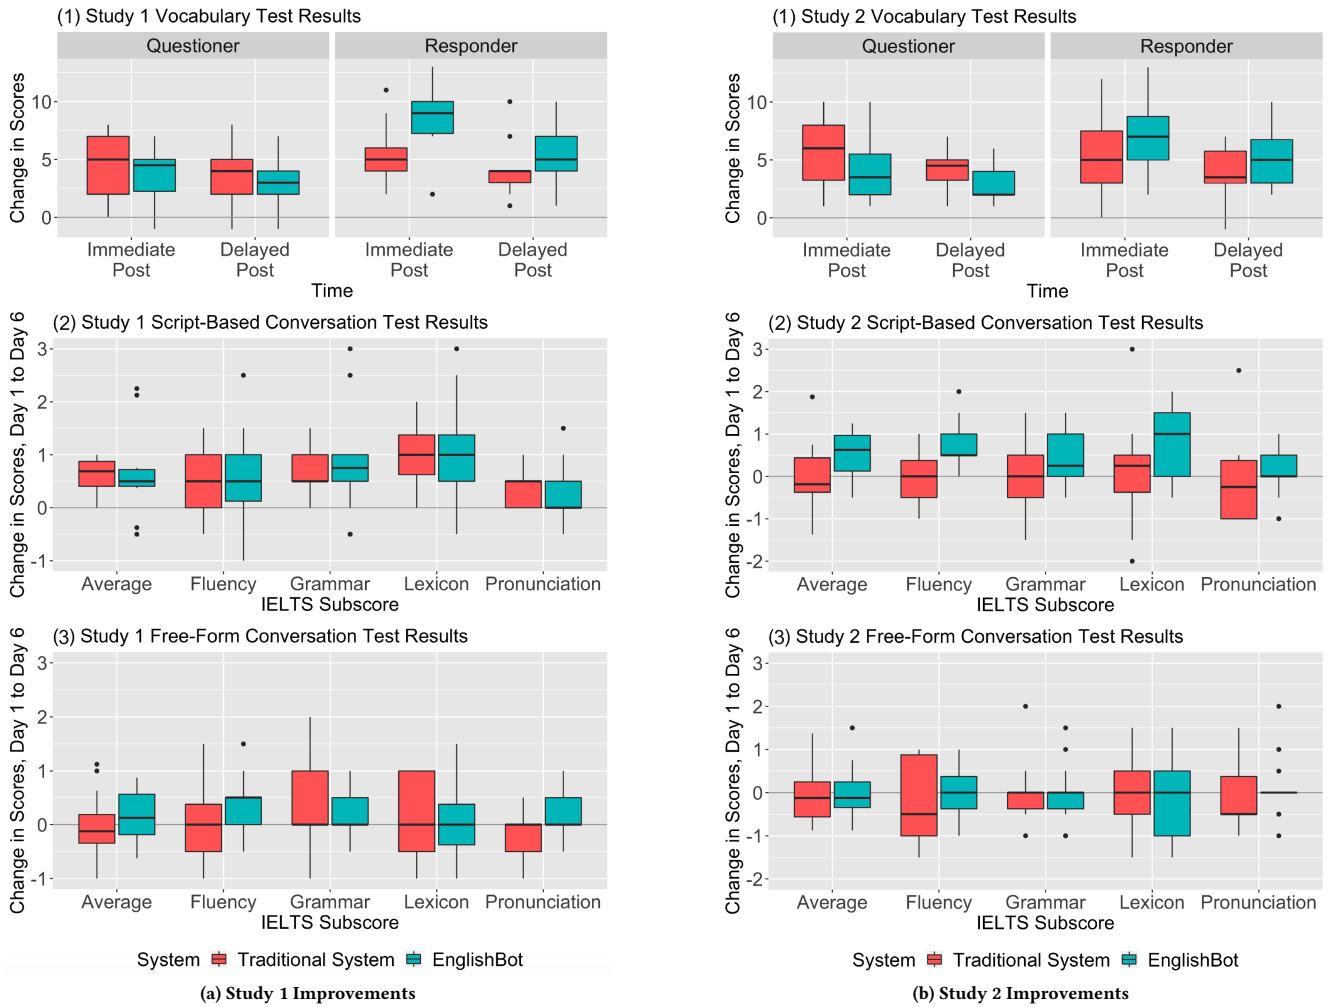 (1) Study 1 Vocabulary Test Results
Questioner
Responder
Change in Scores
10
5
0
Immediate Post
Delayed Post
Immediate Post
Delayed Post
Time
(2) Study 1 Script-Based Conversation Test Results
Change in Scores, Day 1 to Day 6
3
2
1
0
-1
Average
Fluency
Grammar
Lexicon
Pronunciation
IELTS Subscore
(3) Study 1 Free-Form Conversation Test Results
Change in Scores, Day 1 to Day 6
3
2
1
0
-1
Average
Fluency
Grammar
Lexicon
Pronunciation
IELTS Subscore
System Traditional System EnglishBot
(a) Study 1 Improvements
(1) Study 2 Vocabulary Test Results
Questioner
Responder
Change in Scores
10
5
0
Immediate Post
Delayed Post
Immediate Post
Delayed Post
Time
(2) Study 2 Script-Based Conversation Test Results
Change in Scores, Day 1 to Day 6
3
2
1
0
-1
-2
Average
Fluency
Grammar
Lexicon
Pronunciation
IELTS Subscore
(3) Study 2 Free-Form Conversation Test Results
Change in Scores, Day 1 to Day 6
3
2
1
0
-1
-2
Average
Fluency
Grammar
Lexicon
Pronunciation
IELTS Subscore
System Traditional System EnglishBot
(b) Study 2 Improvements